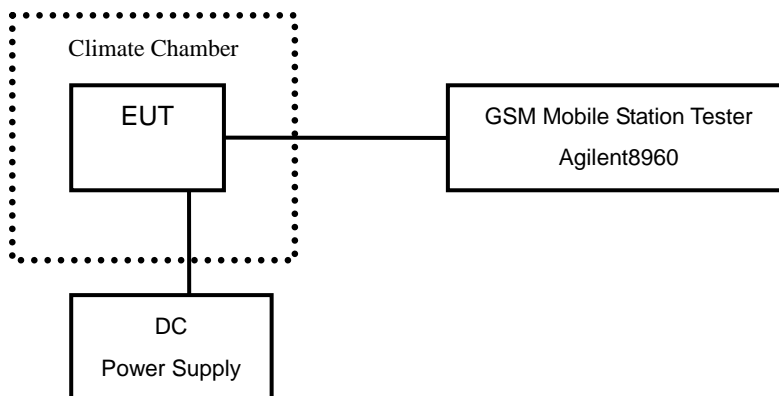 Climate Chamber
EUT
GSM Mobile Station Tester
Agilent8960
DC
Power Supply